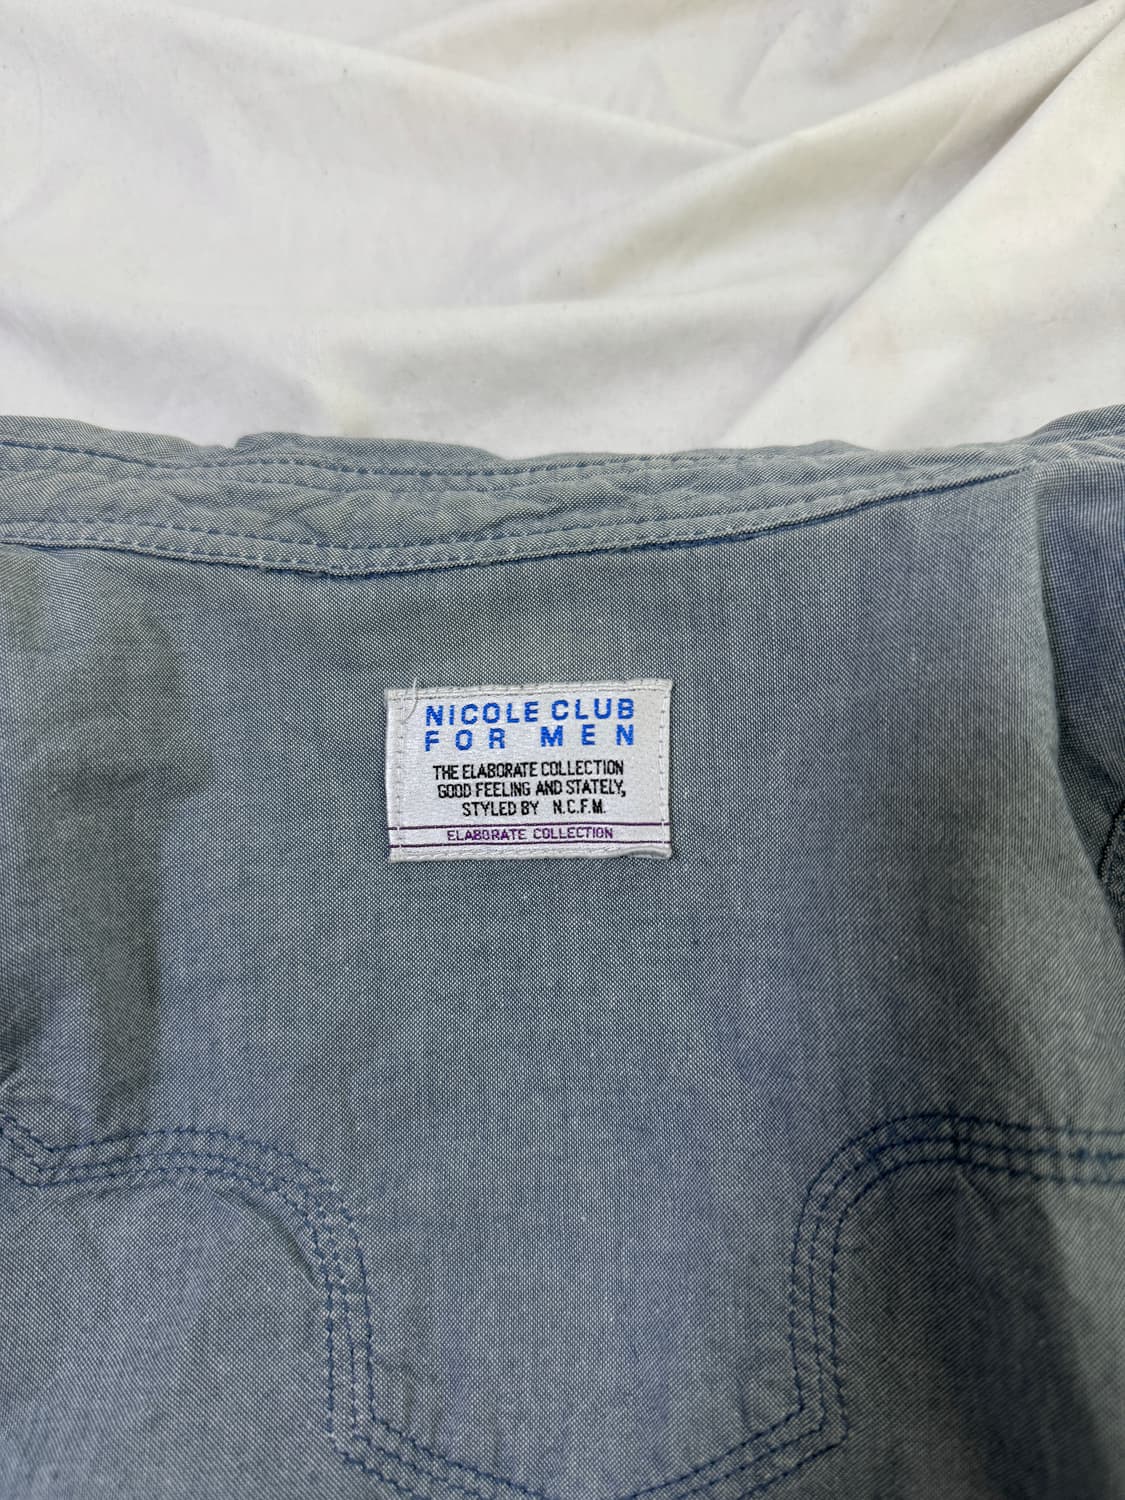 NICOLE CLUB
FOR MEN
THE ELABORATE COLLECTION
GOOD FEELING AND STATELY,
STYLED BY N.C.F.M.
ELABORATE COLLECTION